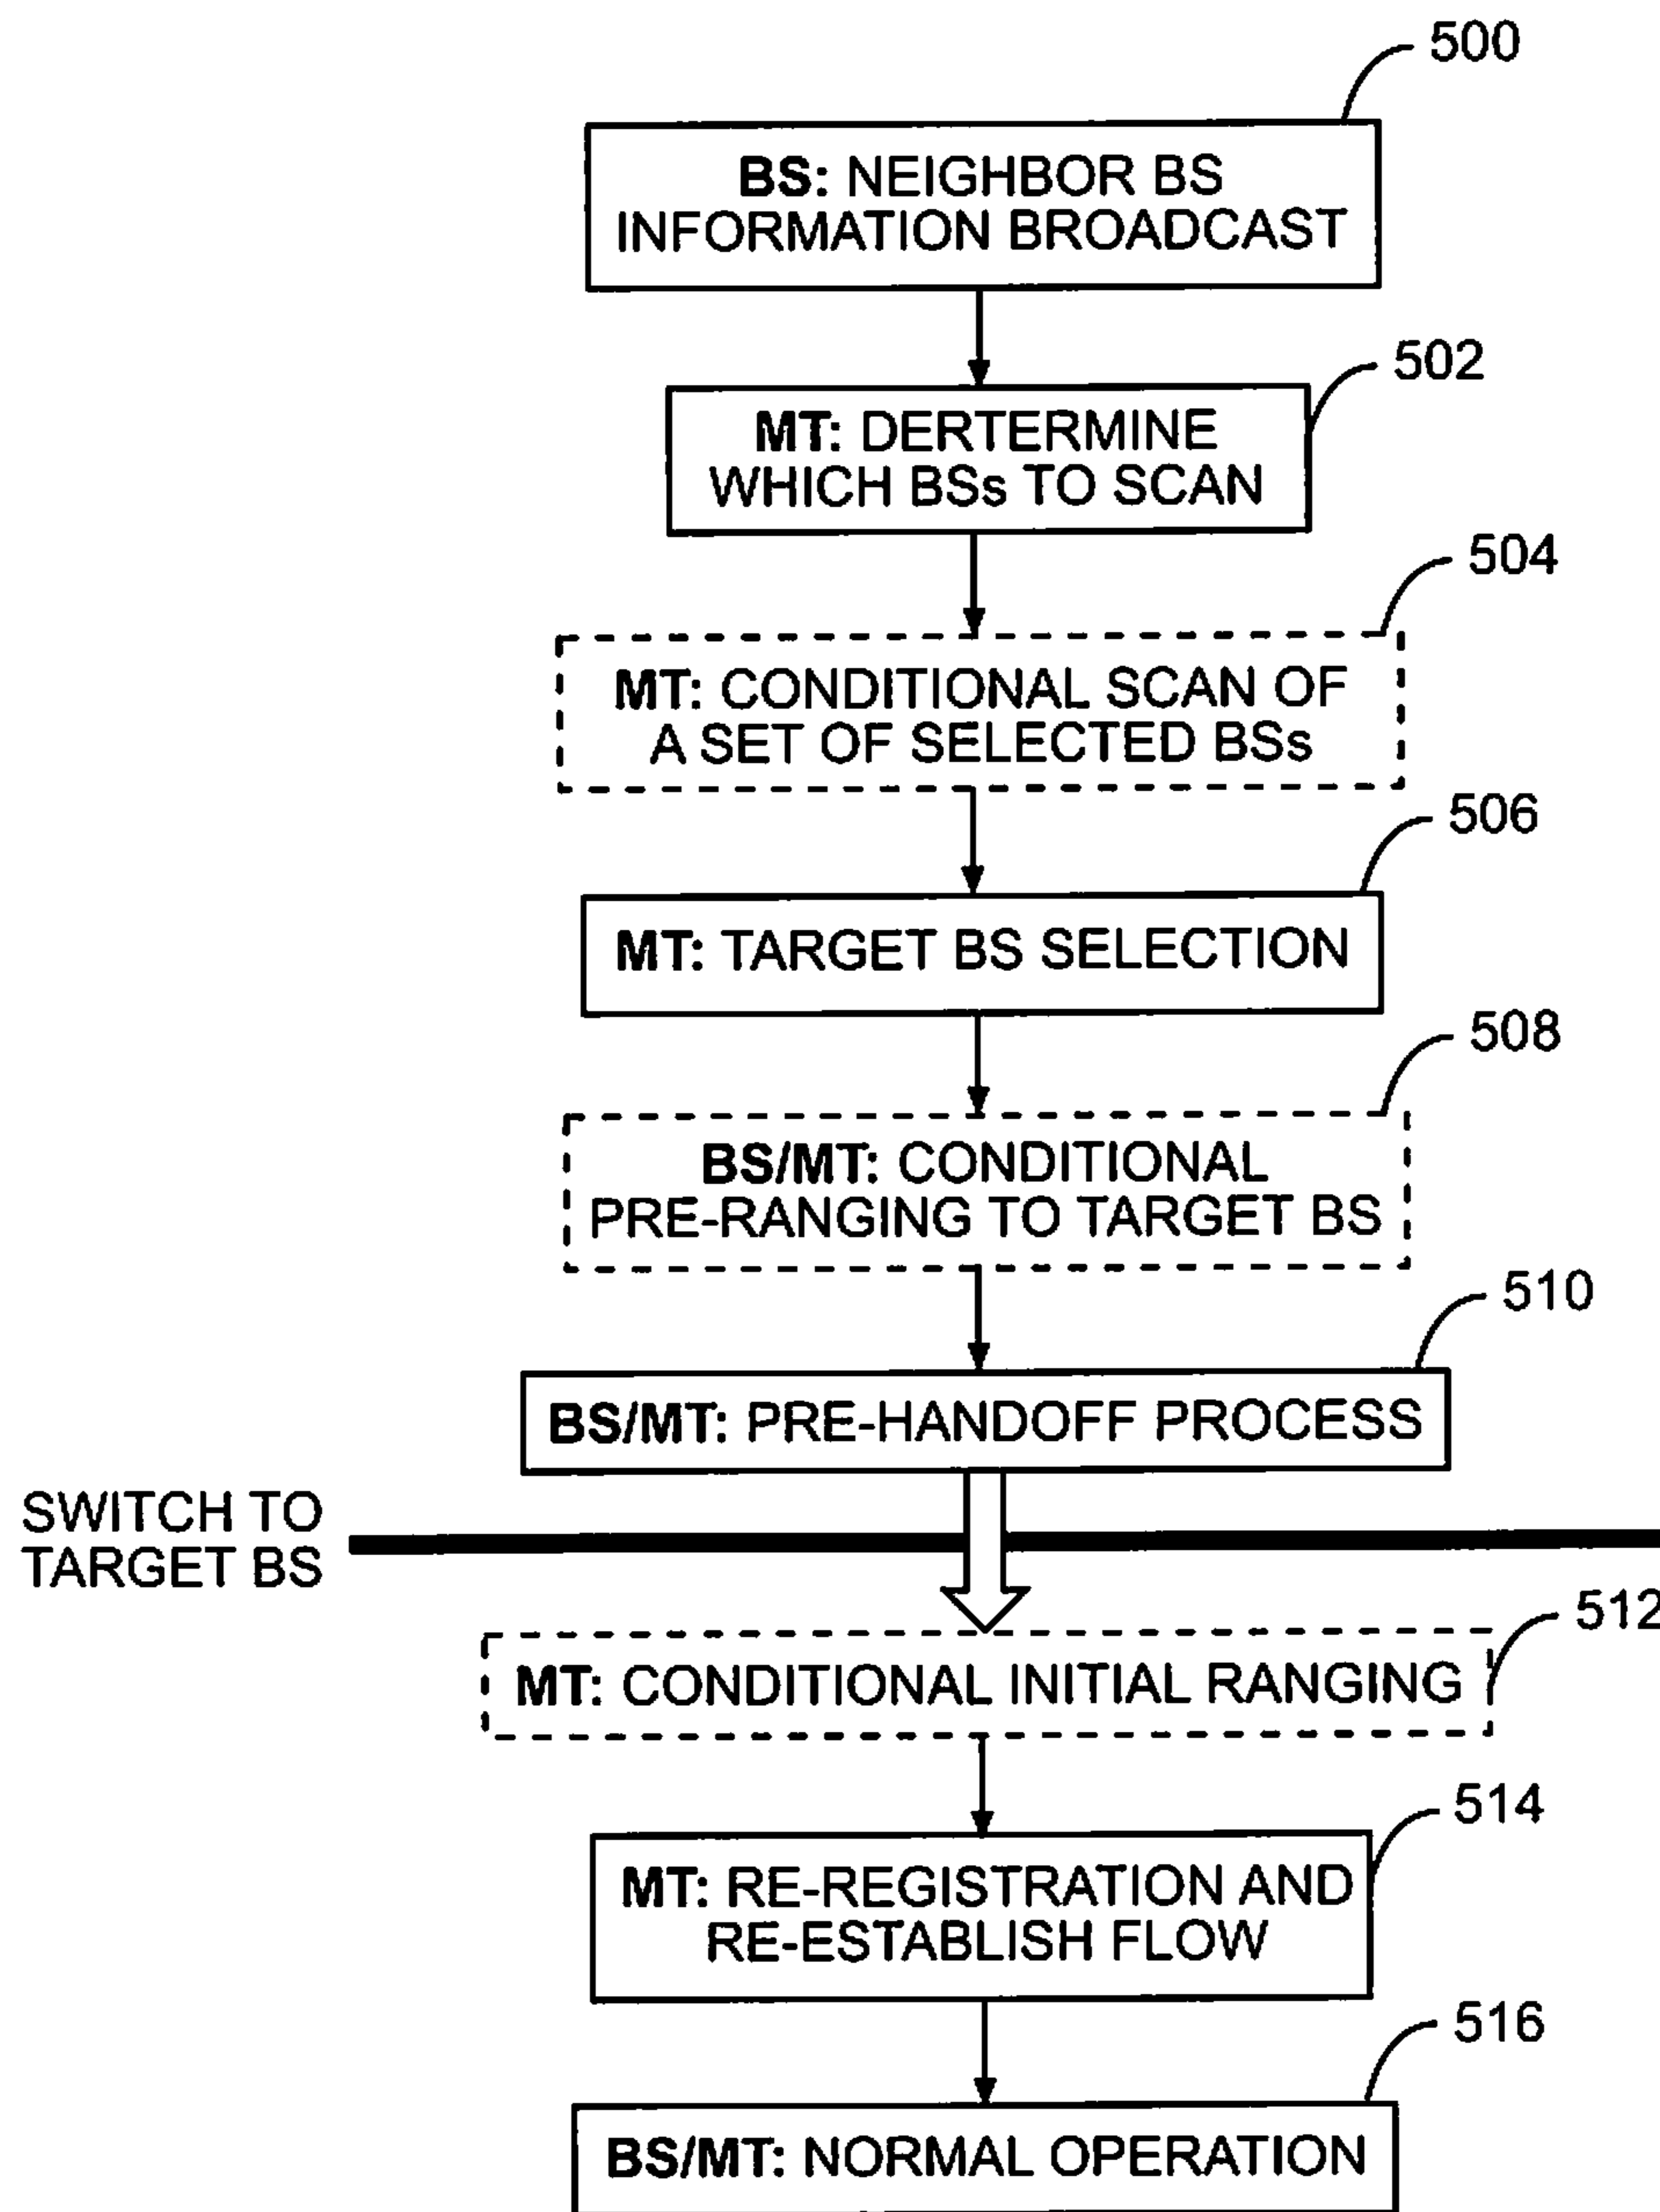 500
BS: NEIGHBOR BS
INFORMATION BROADCAST
502
MT: DERTERMINE
WHICH BSs TO SCAN
504
MT: CONDITIONAL SCAN OF
A SET OF SELECTED BSs
506
MT: TARGET BS SELECTION
508
BS/MT: CONDITIONAL
PRE-RANGING TO TARGET BS
510
BS/MT: PRE-HANDOFF PROCESS
SWITCH TO
TARGET BS
512
MT: CONDITIONAL INITIAL RANGING
514
MT: RE-REGISTRATION AND
RE-ESTABLISH FLOW
516
BS/MT: NORMAL OPERATION